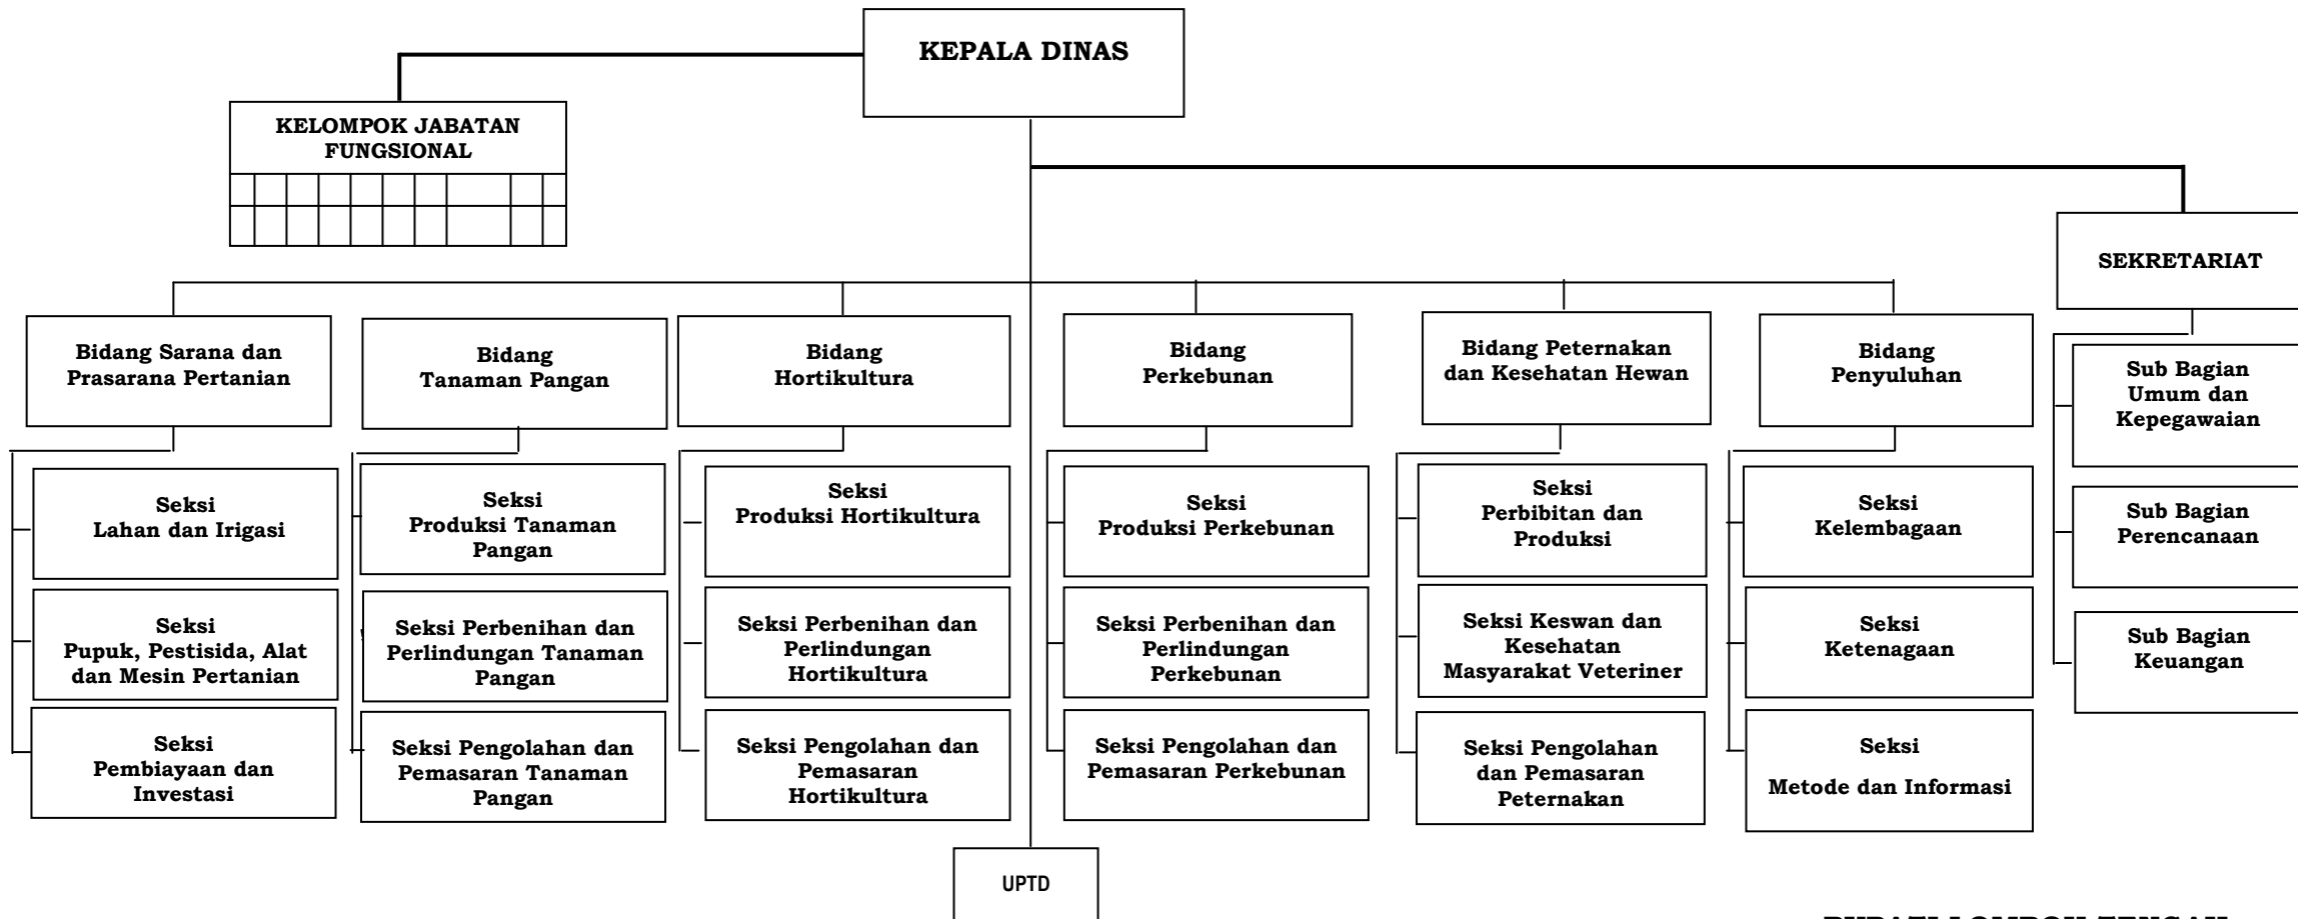 KEPALA DINAS
KELOMPOK JABATAN
FUNGSIONAL
SEKRETARIAT
Bidang Sarana dan
Prasarana Pertanian
Bidang
Tanaman Pangan
Bidang
Hortikultura
Bidang
Perkebunan
Bidang Peternakan
dan Kesehatan Hewan
Bidang
Penyuluhan
Sub Bagian
Umum dan
Kepegawaian
Sub Bagian
Perencanaan
Sub Bagian
Keuangan
Seksi
Lahan dan Irigasi
Seksi
Pupuk, Pestisida, Alat
dan Mesin Pertanian
Seksi
Pembiayaan dan
Investasi
Seksi
Produksi Tanaman
Pangan
Seksi Perbenihan dan
Perlindungan Tanaman
Pangan
Seksi Pengolahan dan
Pemasaran Tanaman
Pangan
Seksi
Produksi Hortikultura
Seksi Perbenihan dan
Perlindungan
Hortikultura
Seksi Pengolahan dan
Pemasaran
Hortikultura
Seksi
Produksi Perkebunan
Seksi Perbenihan dan
Perlindungan
Perkebunan
Seksi Pengolahan dan
Pemasaran Perkebunan
Seksi
Perbibitan dan
Produksi
Seksi Keswan dan
Kesehatan
Masyarakat Veteriner
Seksi Pengolahan
dan Pemasaran
Peternakan
Seksi
Kelembagaan
Seksi
Ketenagaan
Seksi
Metode dan Informasi
UPTD